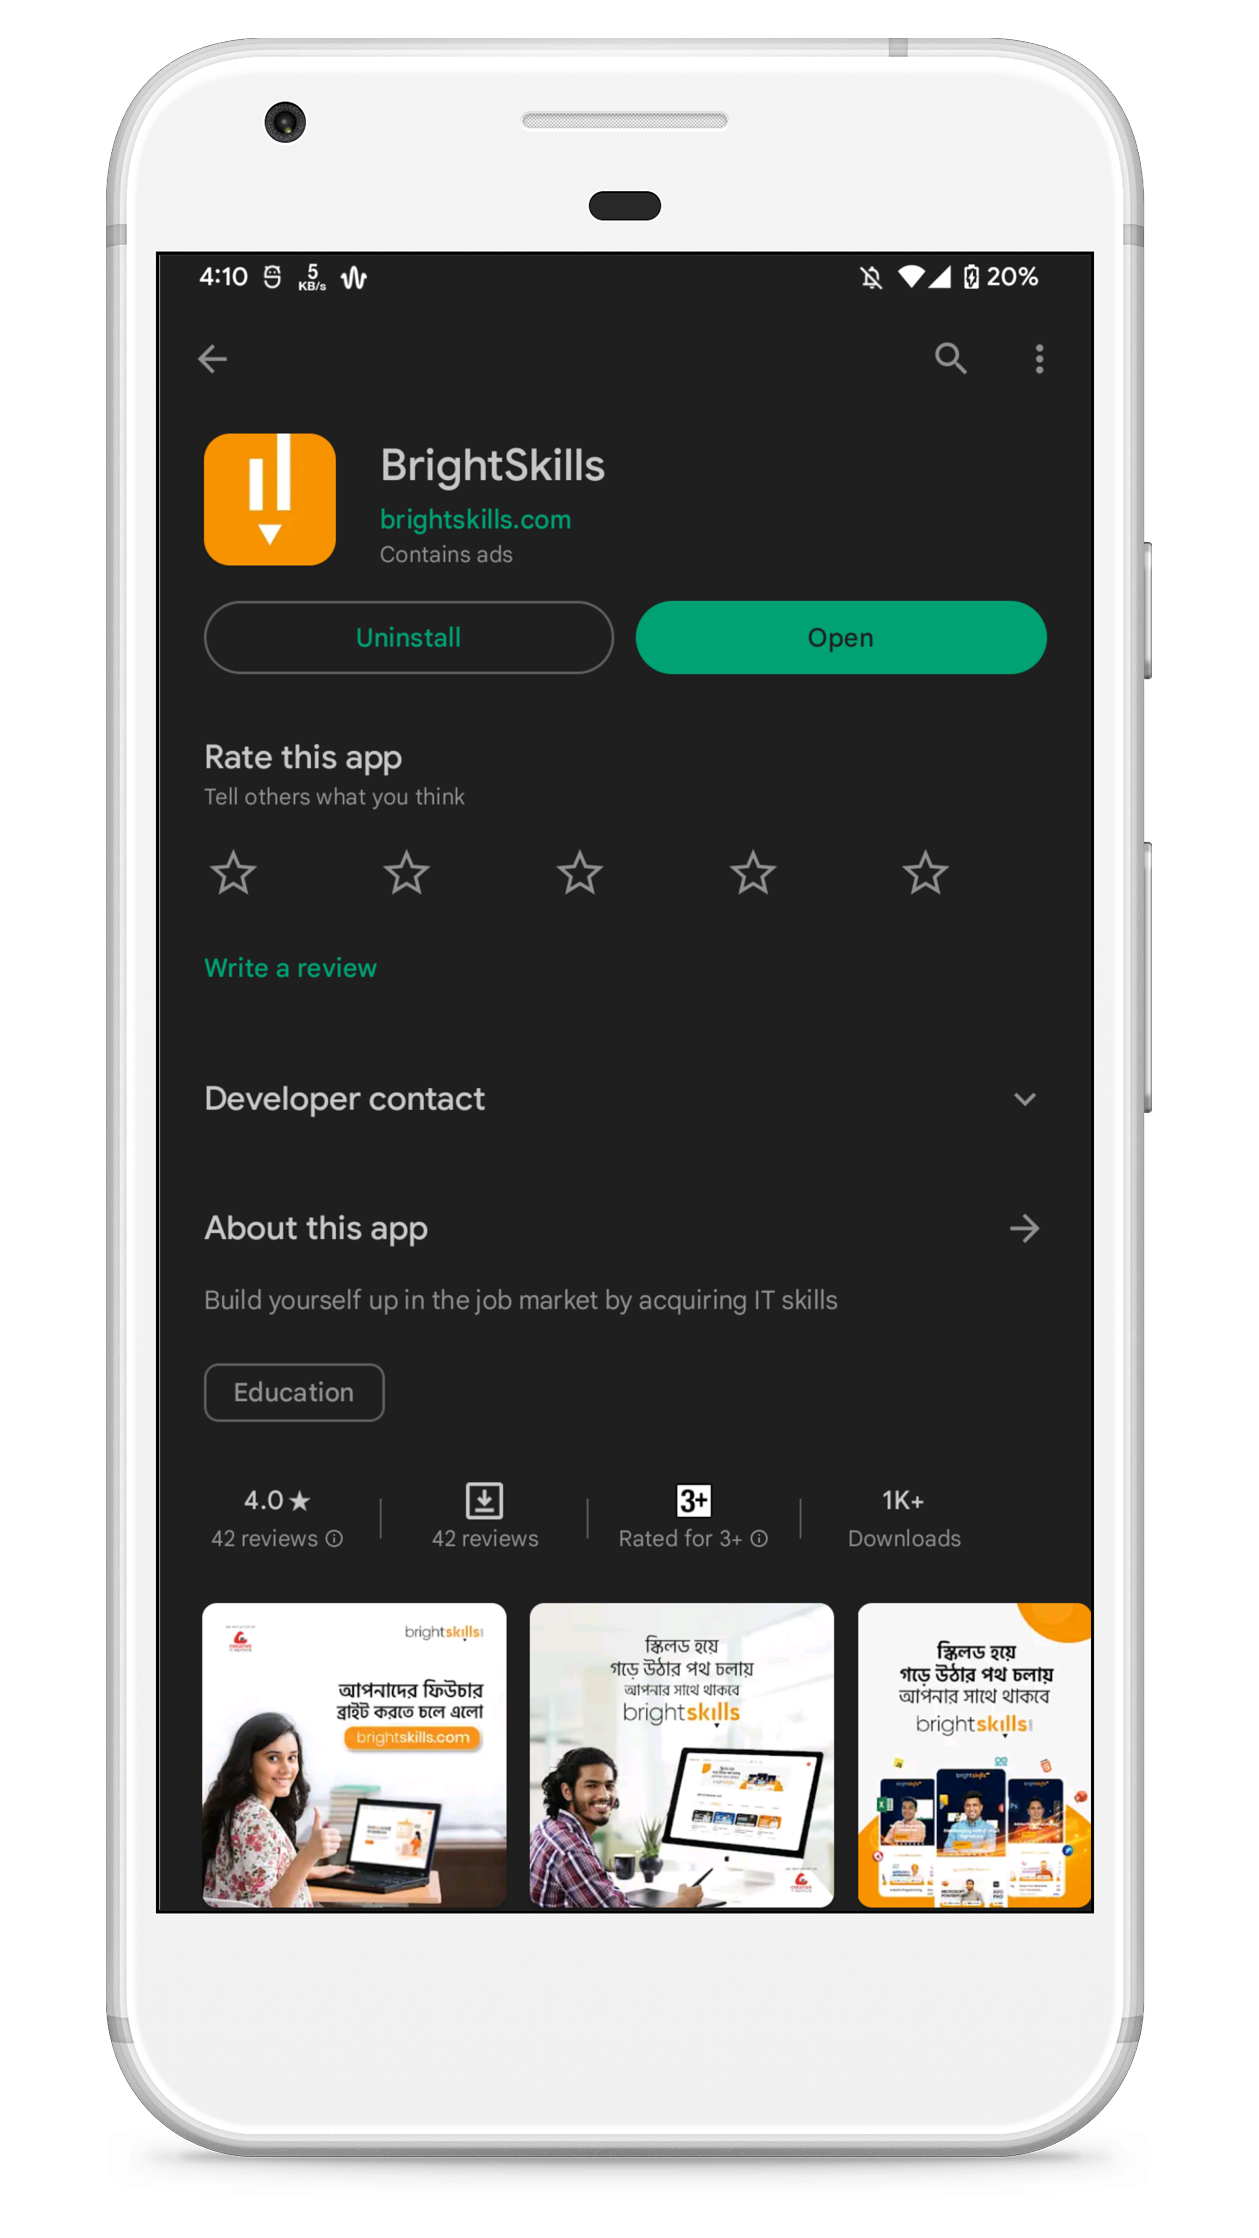 4:10 5 KB/s 20%
BrightSkills
brightskills.com
Contains ads
Uninstall Open
Rate this app
Tell others what you think
Write a review
Developer contact
About this app
Build yourself up in the job market by acquiring IT skills
Education
4.0★ 3+ 1K+
42 reviews 42 reviews Rated for 3+ Downloads
brightskills
আপনাদের ফিউচার
ব্রাইট করতে চলে এলো
brightskills.com
স্কিলড হয়ে
গড়ে উঠার পথ চলায়
আপনার সাথে থাকবে
brightskills
স্কিলড হয়ে
গড়ে উঠার পথ চলায়
আপনার সাথে থাকবে
brightskills